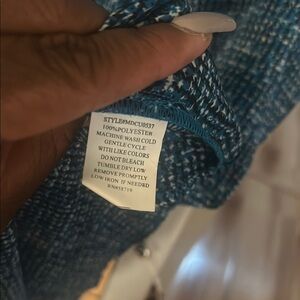 STYLE#MDCU0537
100%POLYESTER
MACHINE WASH COLD
GENTLE CYCLE
WITH LIKE COLORS
DO NOT BLEACH
TUMBLE DRY LOW
REMOVE PROMPTLY
LOW IRON IF NEEDED